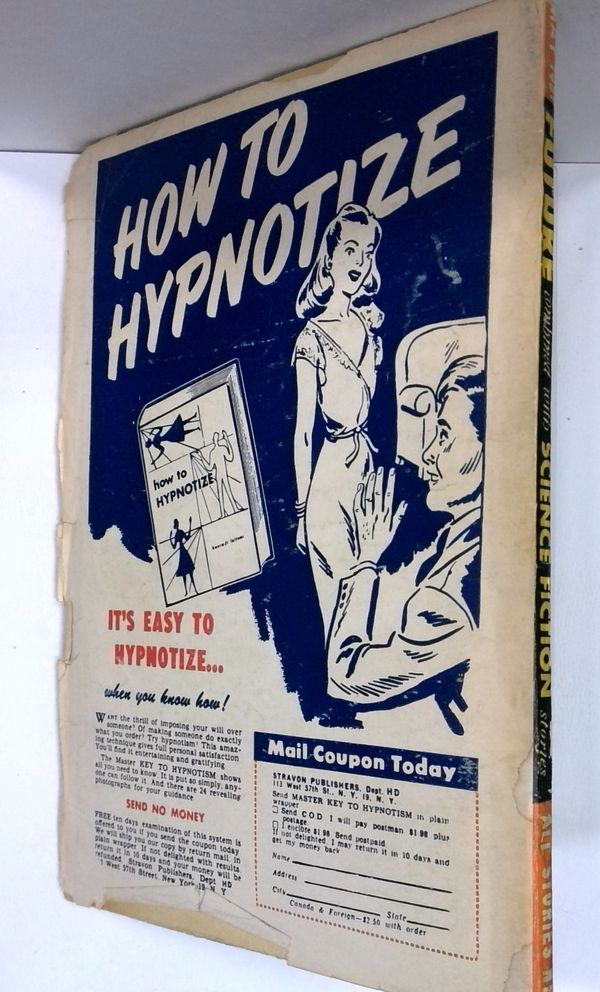 HOW TO
HYPNOTIZE
how to
HYPNOTIZE
IT'S EASY TO
HYPNOTIZE...
when you know how!
WANT the thrill of imposing your will over
someone? Of making someone do exactly
what you order? Try hypnotism! This amaz-
ing technique gives full personal satisfaction
You'll find it entertaining and gratifying
The Master KEY TO HYPNOTISM shows
all you need to know. It is put so simply, any-
one can follow it. And there are 24 revealing
photographs for your guidance
SEND NO MONEY
FREE ten days examination of this system is
offered to you if you send the coupon today
We will ship you our copy by return mail, in
plain wrapper. If not delighted with results,
return it in 10 days and your money will be
refunded. Stravon Publishers, Dept HD
West 57th Street, New York 19, N Y
Mail Coupon Today
STRAVON PUBLISHERS, Dept. HD
113 West 57th St., N. Y. 19, N. Y.
Send MASTER KEY TO HYPNOTISM in plain
wrapper
Send C O D I will pay postman $1 98 plus
postage
I enclose $1 98 Send postpaid
If not delighted I may return it in 10 days and
get my money back
Name
Address
City
State
Canada & Foreign—$2.50 with order
FUTURE combined with SCIENCE FICTION stories
ALL STORIES